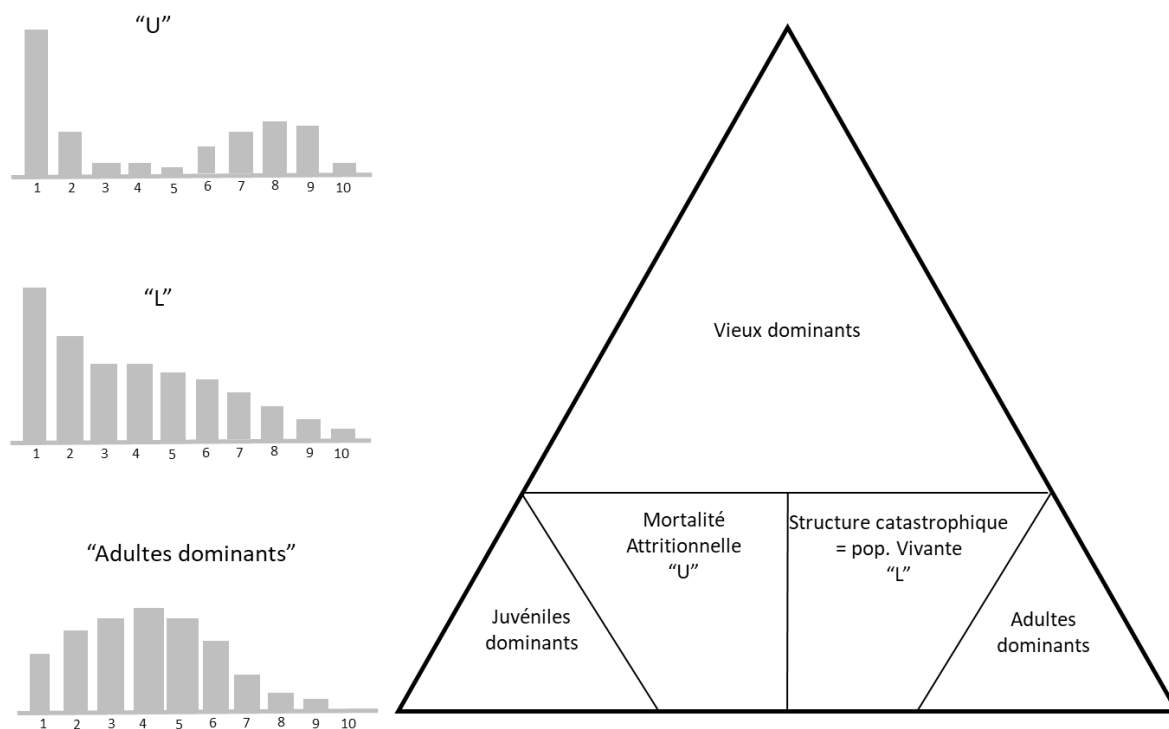 “U”
1 2 3 4 5 6 7 8 9 10
“L”
1 2 3 4 5 6 7 8 9 10
“Adultes dominants”
1 2 3 4 5 6 7 8 9 10
Vieux dominants
Mortalité
Attritionnelle
“U”
Structure catastrophique
= pop. Vivante
“L”
Juvéniles
dominants
Adultes
dominants